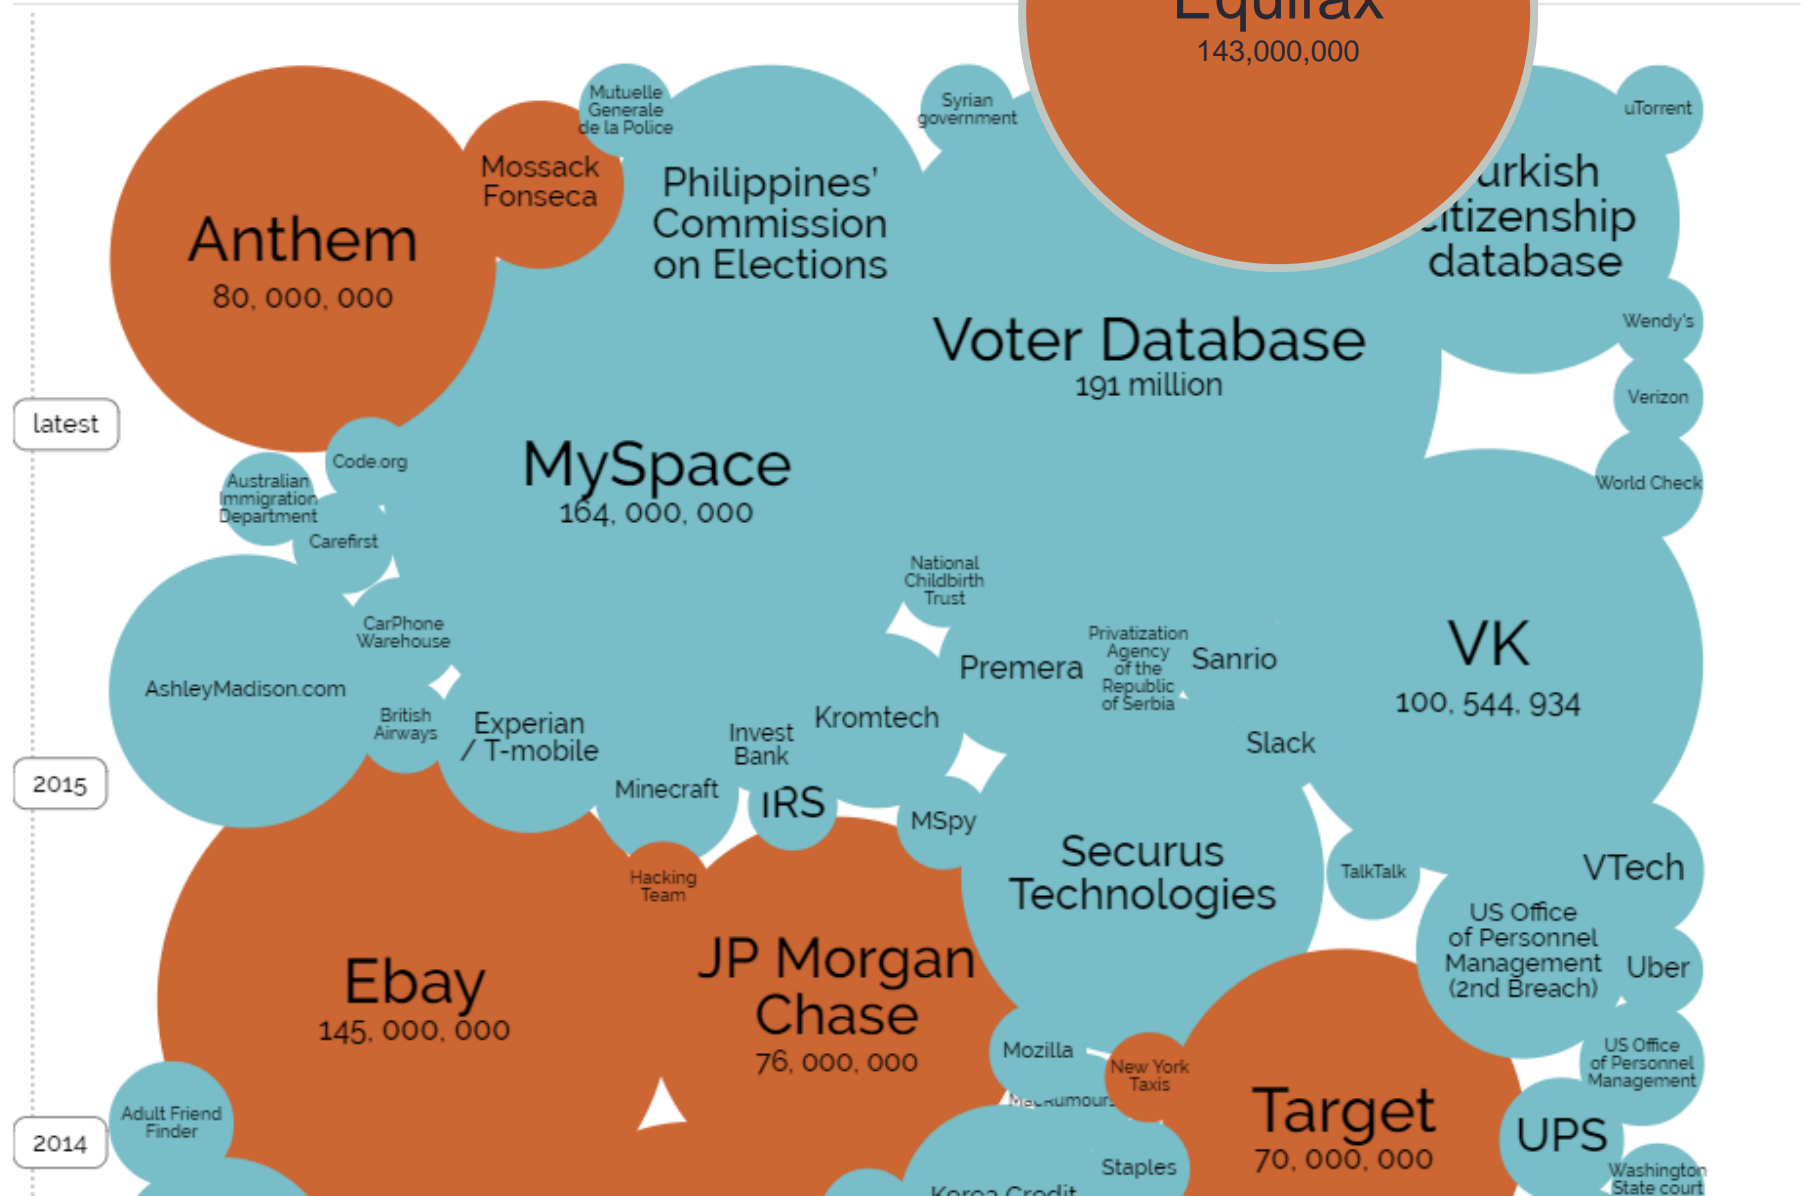 Equifax
143,000,000
Mutuelle
Generale
de la Police
Syrian
government
uTorrent
Mossack
Fonseca
Philippines’
Commission
on Elections
urkish
citizenship
database
Anthem
80, 000, 000
Voter Database
191 million
Wendy's
Verizon
latest
Code.org
MySpace
164, 000, 000
World Check
Australian
Immigration
Department
Carefirst
National
Childbirth
Trust
CarPhone
Warehouse
Premera
Privatization
Agency
of the
Republic
of Serbia
Sanrio
VK
100, 544, 934
AshleyMadison.com
British
Airways
Experian
/ T-mobile
Invest
Bank
Kromtech
Slack
2015
Minecraft
IRS
MSpy
Hacking
Team
Securus
Technologies
TalkTalk
VTech
US Office
of Personnel
Management
(2nd Breach)
Uber
Ebay
145, 000, 000
JP Morgan
Chase
76, 000, 000
Mozilla
New York
Taxis
MacRumours
US Office
of Personnel
Management
Adult Friend
Finder
2014
Target
70, 000, 000
UPS
Staples
Washington
State court
Korea Credit